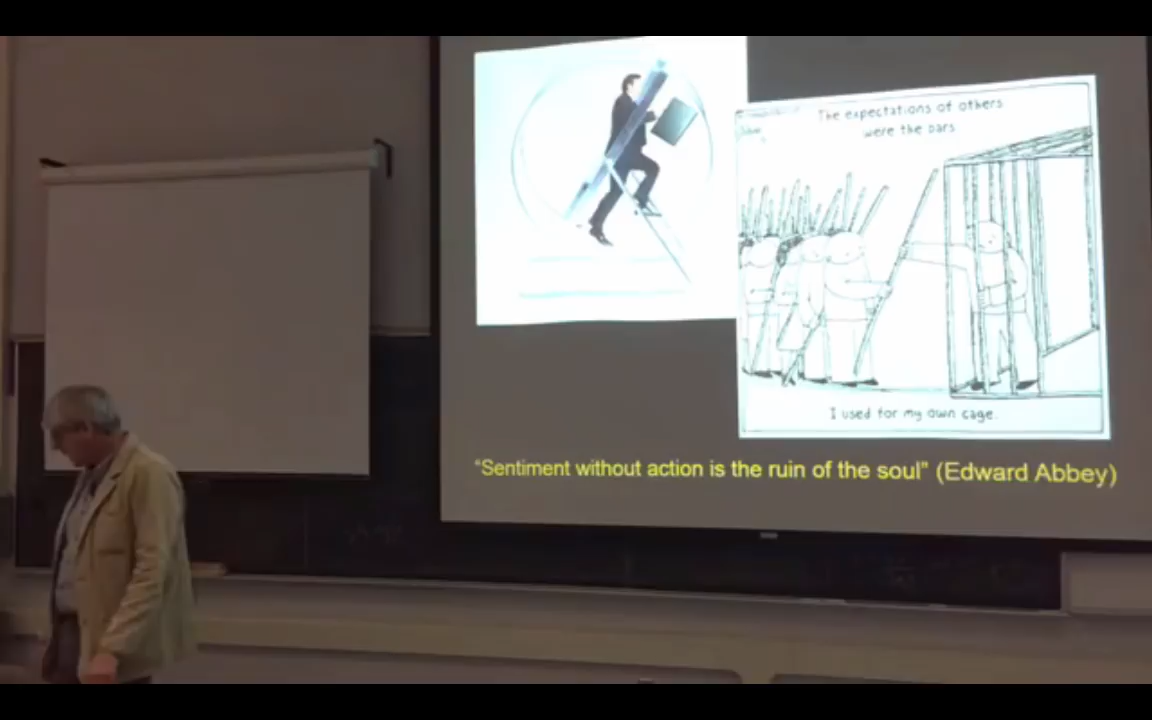 The expectations of others
were the bars
I used for my own cage.
"Sentiment without action is the ruin of the soul" (Edward Abbey)